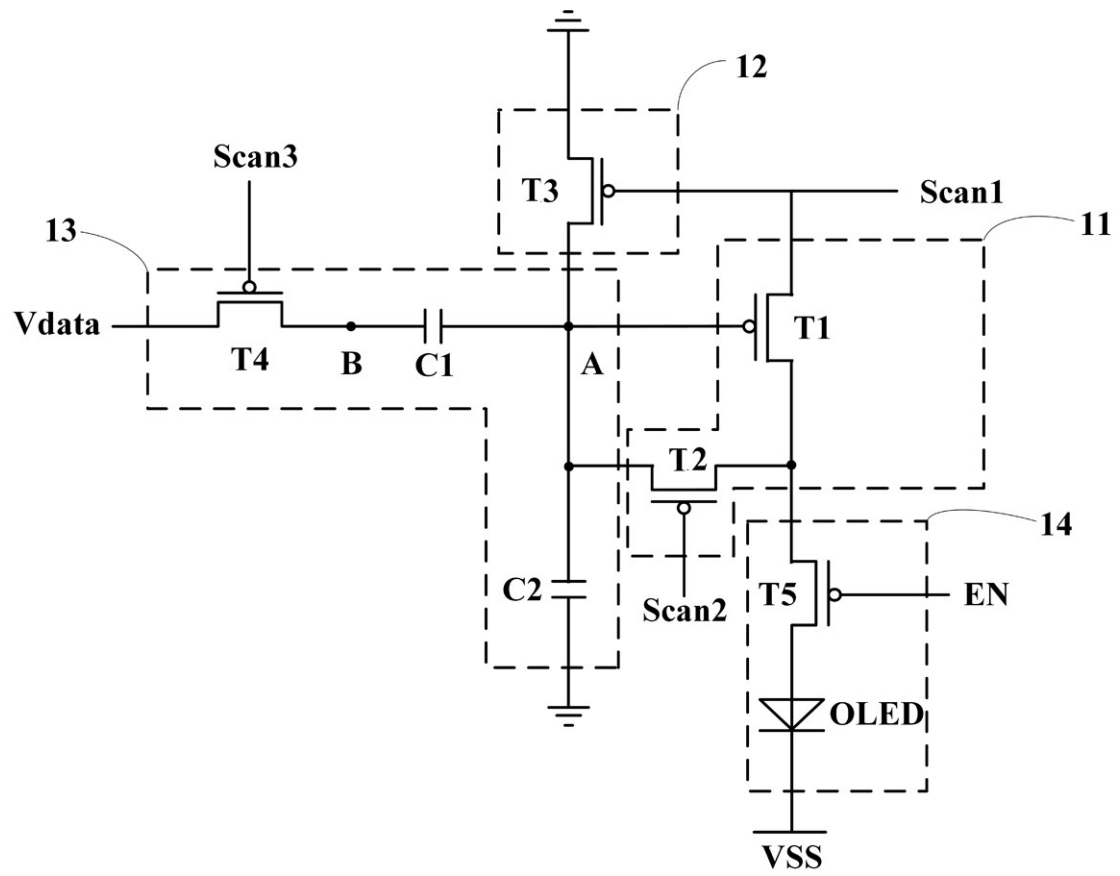 12
Scan3
T3
Scan1
13
11
Vdata
T4
B
C1
A
T1
T2
14
C2
Scan2
T5
EN
OLED
VSS